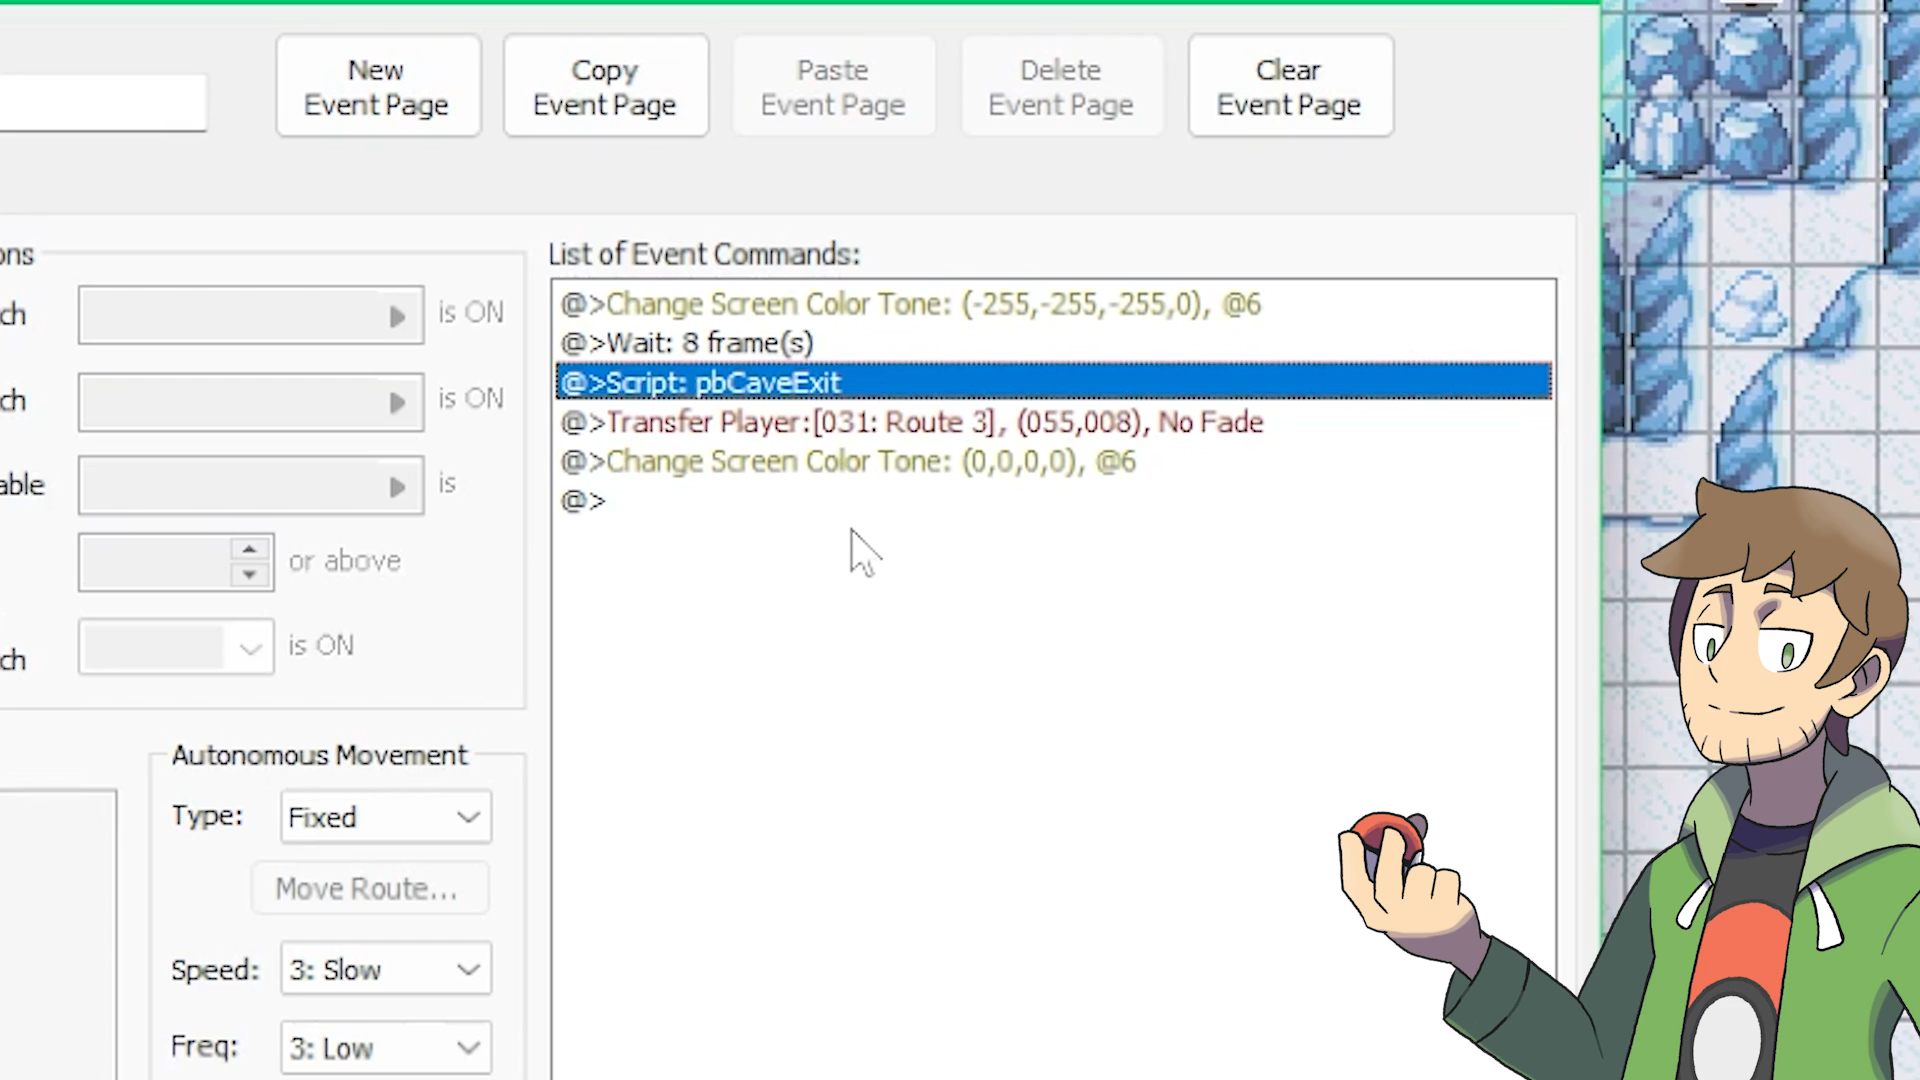 New
Event Page
Copy
Event Page
Paste
Event Page
Delete
Event Page
Clear
Event Page
ons
ch
is ON
ch
is ON
able
is
or above
ch
is ON
List of Event Commands:
@>Change Screen Color Tone: (-255,-255,-255,0), @6
@>Wait: 8 frame(s)
@>Script: pbCaveExit
@>Transfer Player:[031: Route 3], (055,008), No Fade
@>Change Screen Color Tone: (0,0,0,0), @6
@>
Autonomous Movement
Type: Fixed
Move Route...
Speed: 3: Slow
Freq: 3: Low